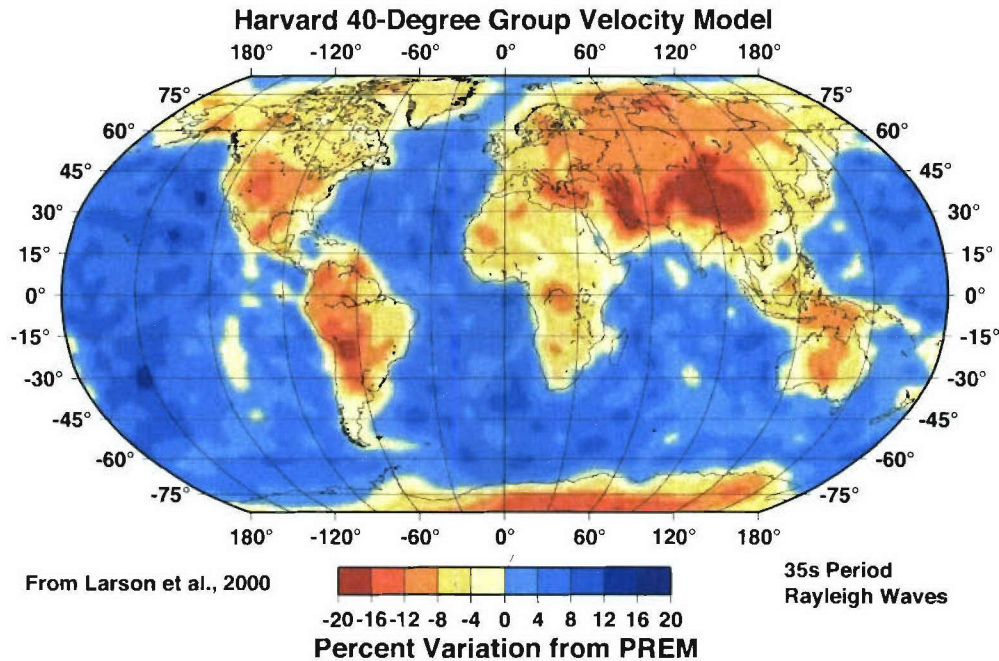 Harvard 40-Degree Group Velocity Model
180° -120° -60° 0° 60° 120° 180°
75° 75°
60° 60°
45° 45°
30° 30°
15° 15°
0° 0°
-15° -15°
-30° -30°
-45° -45°
-60° -60°
-75° -75°
180° -120° -60° 0° 60° 120° 180°
From Larson et al., 2000
35s Period
Rayleigh Waves
-20 -16 -12 -8 -4 0 4 8 12 16 20
Percent Variation from PREM